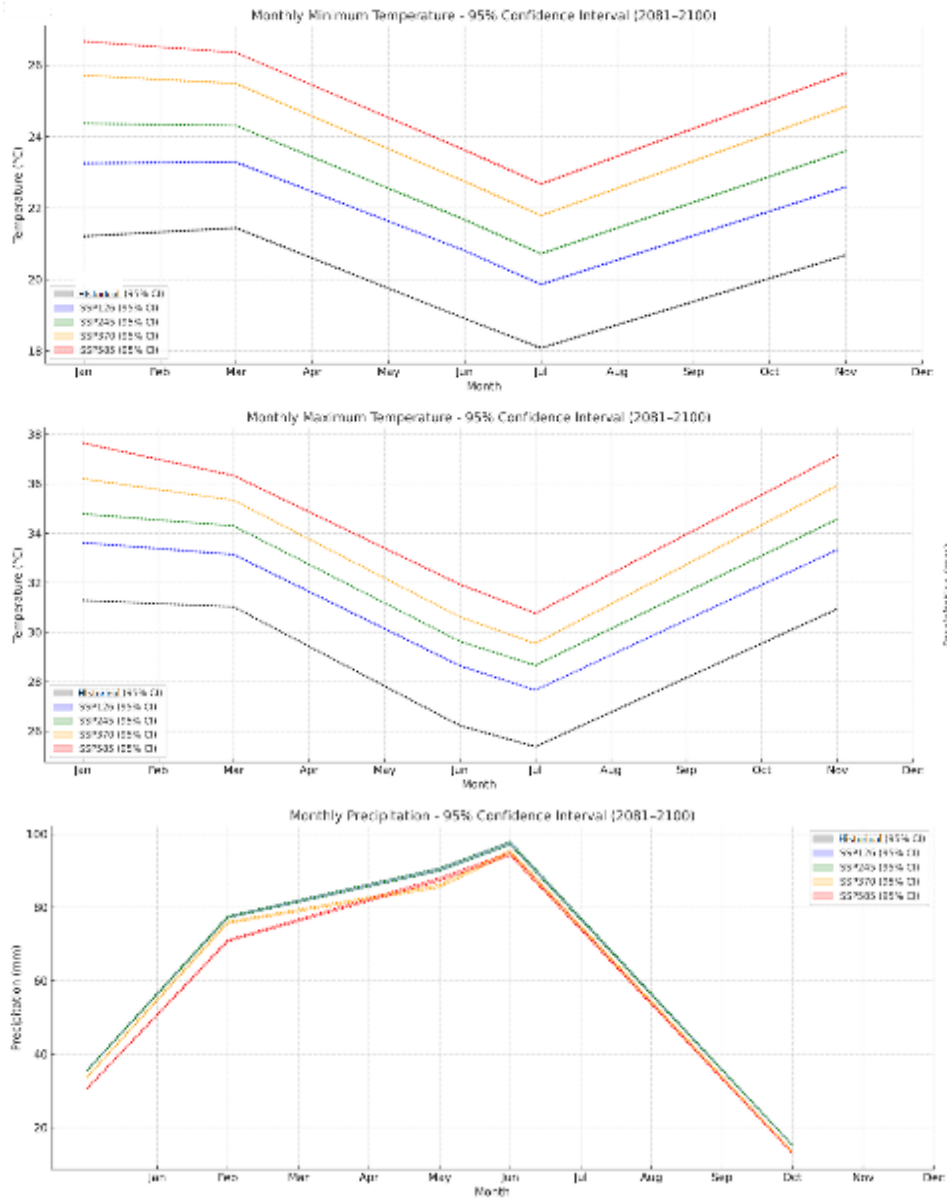 Monthly Minimum Temperature - 95% Confidence Interval (2081–2100)
26
24
22
20
18
Temperature (°C)
Historical (95% CI)
SSP126 (95% CI)
SSP245 (95% CI)
SSP370 (95% CI)
SSP585 (95% CI)
Jan Feb Mar Apr May Jun Jul Aug Sep Oct Nov Dec
Month
Monthly Maximum Temperature - 95% Confidence Interval (2081–2100)
38
36
34
32
30
28
26
Temperature (°C)
Historical (95% CI)
SSP126 (95% CI)
SSP245 (95% CI)
SSP370 (95% CI)
SSP585 (95% CI)
Jan Feb Mar Apr May Jun Jul Aug Sep Oct Nov Dec
Month
Monthly Precipitation - 95% Confidence Interval (2081–2100)
100
80
60
40
20
Precipitation (mm)
Historical (95% CI)
SSP126 (95% CI)
SSP245 (95% CI)
SSP370 (95% CI)
SSP585 (95% CI)
Jan Feb Mar Apr May Jun Jul Aug Sep Oct Nov Dec
Month